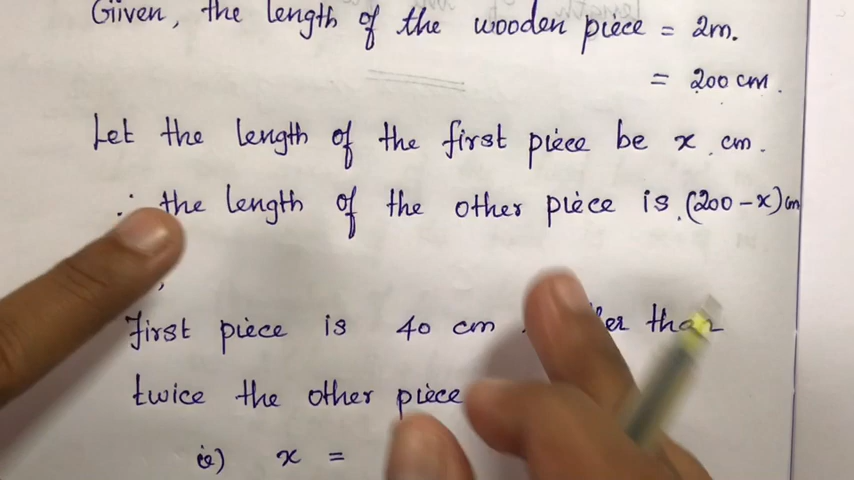 Given, the length of the wooden piece = 2m.
= 200 cm.
Let the length of the first piece be x cm.
∴ the length of the other piece is (200 - x) cm
First piece is 40 cm than
twice the other piece
ie) x =